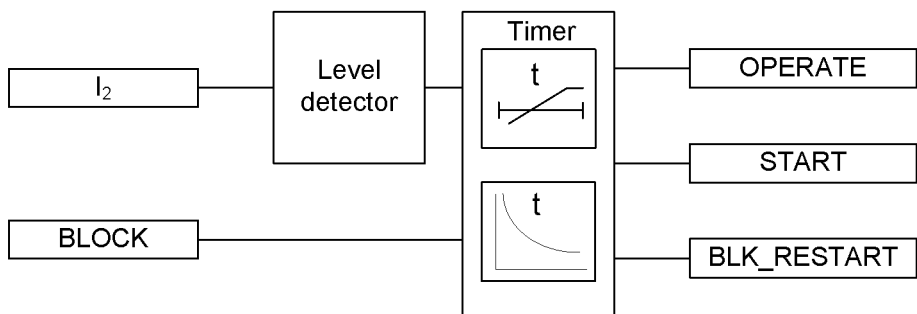 I₂
Level
detector
Timer
t
t
OPERATE
START
BLOCK
BLK_RESTART